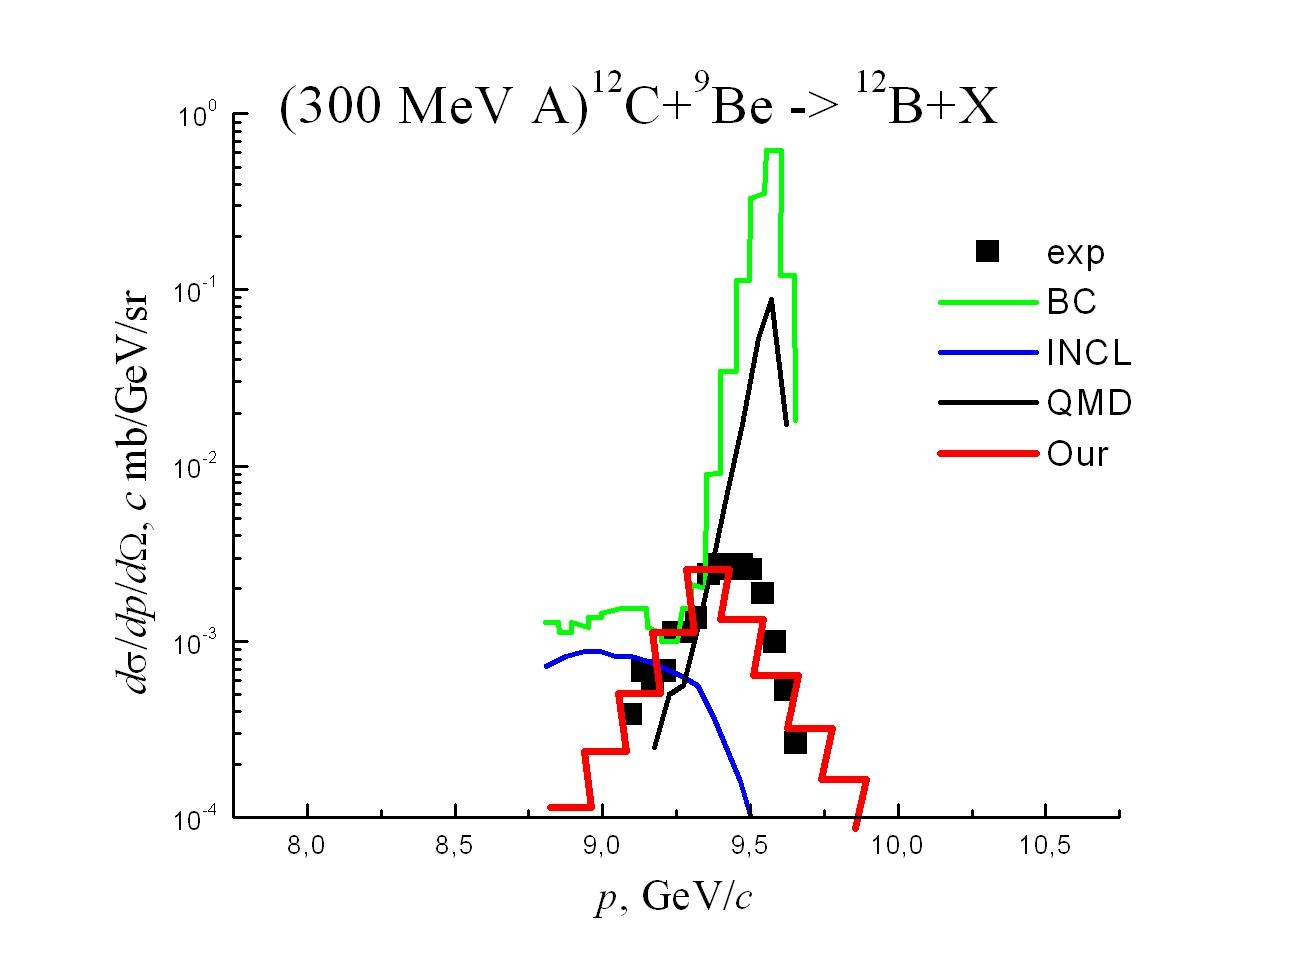 (300 MeV A)¹²C+⁹Be -> ¹²B+X
10⁰
10⁻¹
10⁻²
10⁻³
10⁻⁴
dσ/dp/dΩ, c mb/GeV/sr
exp
BC
INCL
QMD
Our
8,0 8,5 9,0 9,5 10,0 10,5
p, GeV/c